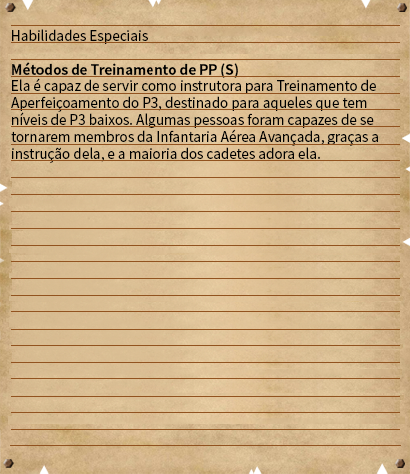 Habilidades Especiais
Métodos de Treinamento de PP (S)
Ela é capaz de servir como instrutora para Treinamento de
Aperfeiçoamento do P3, destinado para aqueles que tem
níveis de P3 baixos. Algumas pessoas foram capazes de se
tornarem membros da Infantaria Aérea Avançada, graças a
instrução dela, e a maioria dos cadetes adora ela.